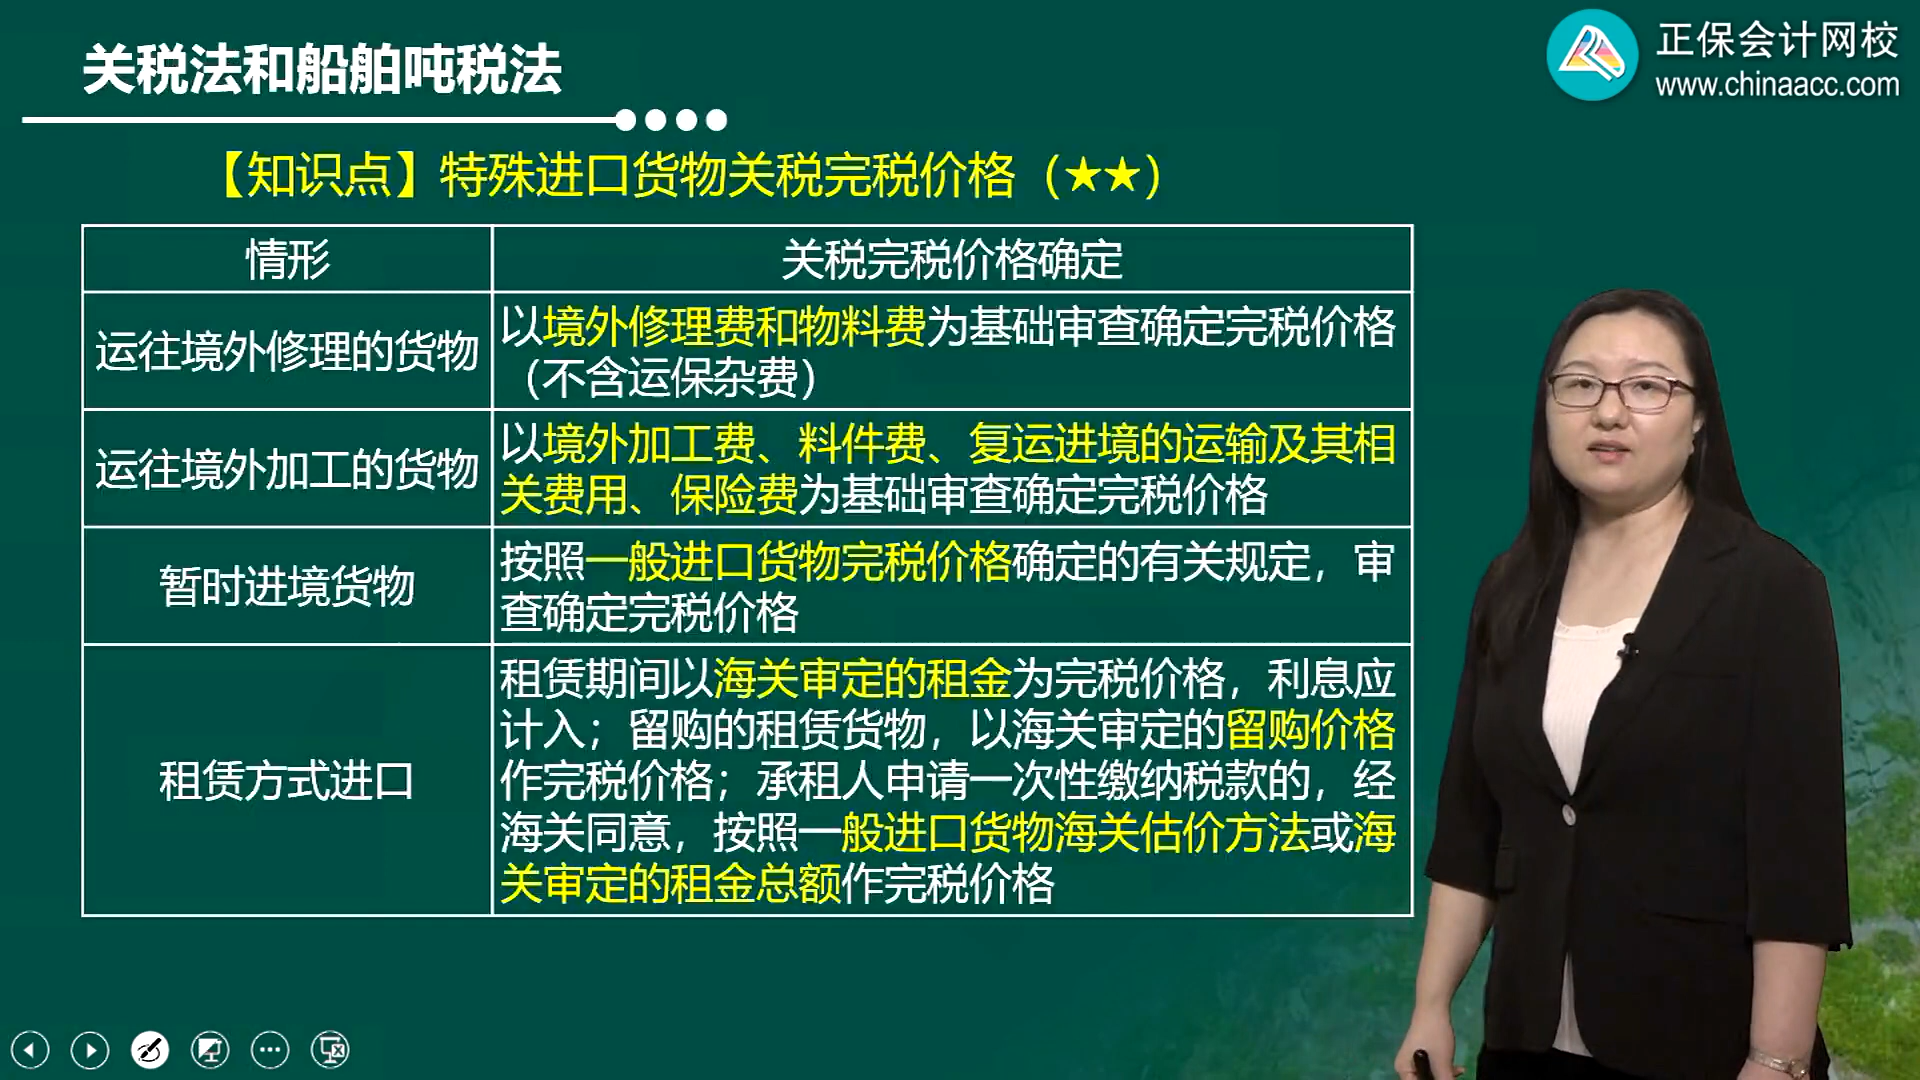 关税法和船舶吨税法
正保会计网校
www.chinaacc.com
【知识点】特殊进口货物关税完税价格（★★）
情形
关税完税价格确定
运往境外修理的货物
以境外修理费和物料费为基础审查确定完税价格
（不含运保杂费）
运往境外加工的货物
以境外加工费、料件费、复运进境的运输及其相
关费用、保险费为基础审查确定完税价格
暂时进境货物
按照一般进口货物完税价格确定的有关规定，审
查确定完税价格
租赁方式进口
租赁期间以海关审定的租金为完税价格，利息应
计入；留购的租赁货物，以海关审定的留购价格
作完税价格；承租人申请一次性缴纳税款的，经
海关同意，按照一般进口货物海关估价方法或海
关审定的租金总额作完税价格